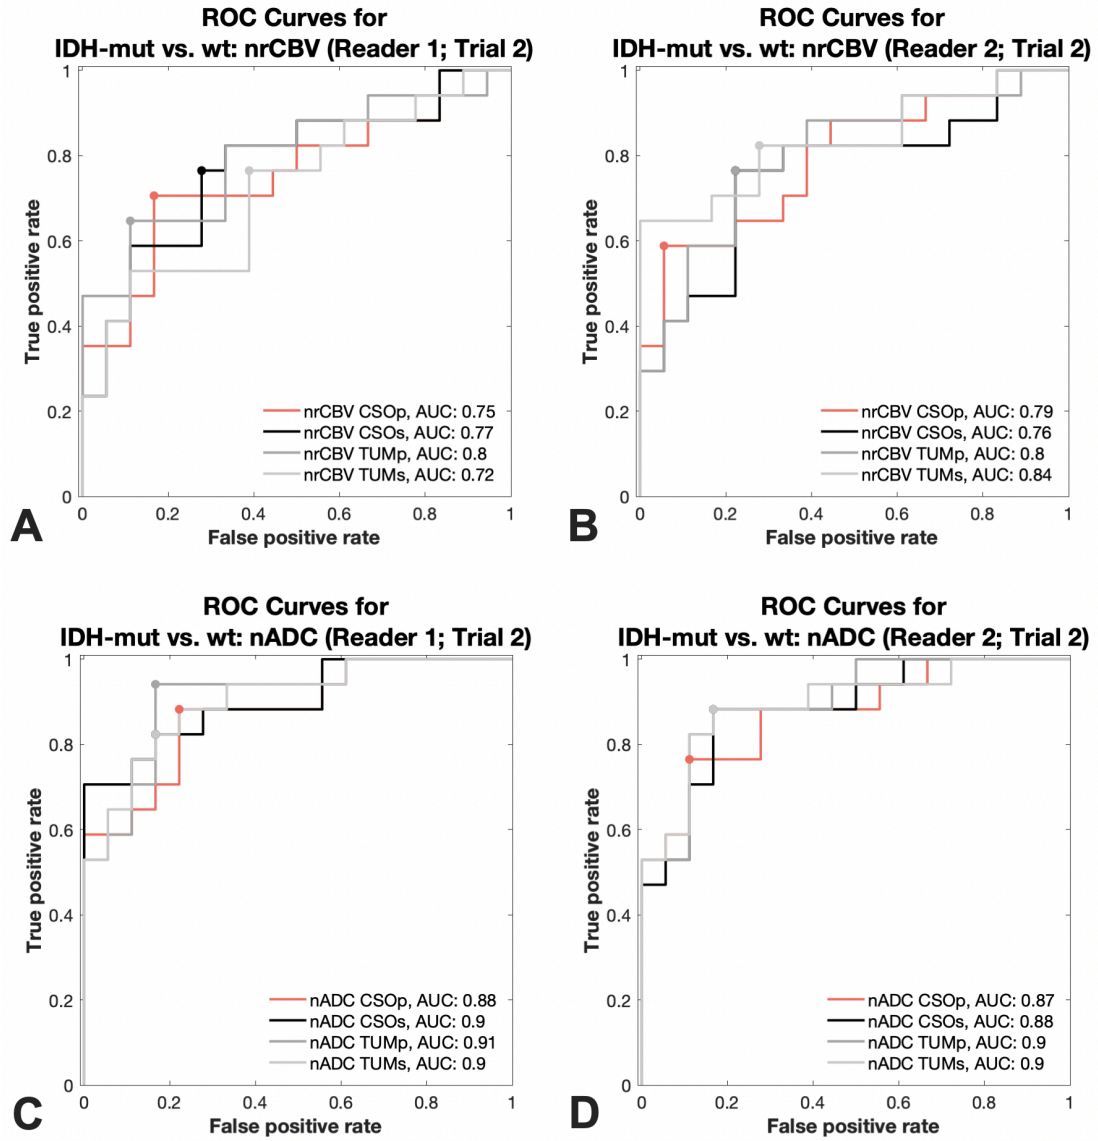 ROC Curves for
IDH-mut vs. wt: nrCBV (Reader 1; Trial 2)
True positive rate
1
0.8
0.6
0.4
0.2
0
nrCBV CSOp, AUC: 0.75
nrCBV CSOs, AUC: 0.77
nrCBV TUMp, AUC: 0.8
nrCBV TUMs, AUC: 0.72
0 0.2 0.4 0.6 0.8 1
False positive rate
A
ROC Curves for
IDH-mut vs. wt: nrCBV (Reader 2; Trial 2)
True positive rate
1
0.8
0.6
0.4
0.2
0
nrCBV CSOp, AUC: 0.79
nrCBV CSOs, AUC: 0.76
nrCBV TUMp, AUC: 0.8
nrCBV TUMs, AUC: 0.84
0 0.2 0.4 0.6 0.8 1
False positive rate
B
ROC Curves for
IDH-mut vs. wt: nADC (Reader 1; Trial 2)
True positive rate
1
0.8
0.6
0.4
0.2
0
nADC CSOp, AUC: 0.88
nADC CSOs, AUC: 0.9
nADC TUMp, AUC: 0.91
nADC TUMs, AUC: 0.9
0 0.2 0.4 0.6 0.8 1
False positive rate
C
ROC Curves for
IDH-mut vs. wt: nADC (Reader 2; Trial 2)
True positive rate
1
0.8
0.6
0.4
0.2
0
nADC CSOp, AUC: 0.87
nADC CSOs, AUC: 0.88
nADC TUMp, AUC: 0.9
nADC TUMs, AUC: 0.9
0 0.2 0.4 0.6 0.8 1
False positive rate
D